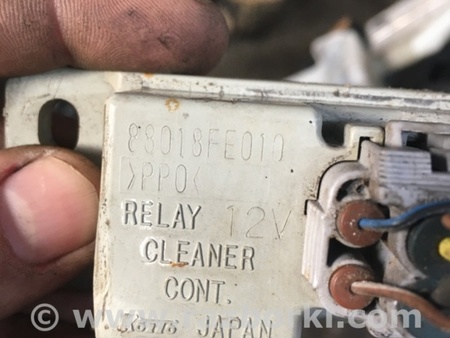 88018FE010
>PPO<
RELAY 12V
CLEANER
CONT.
JAPAN